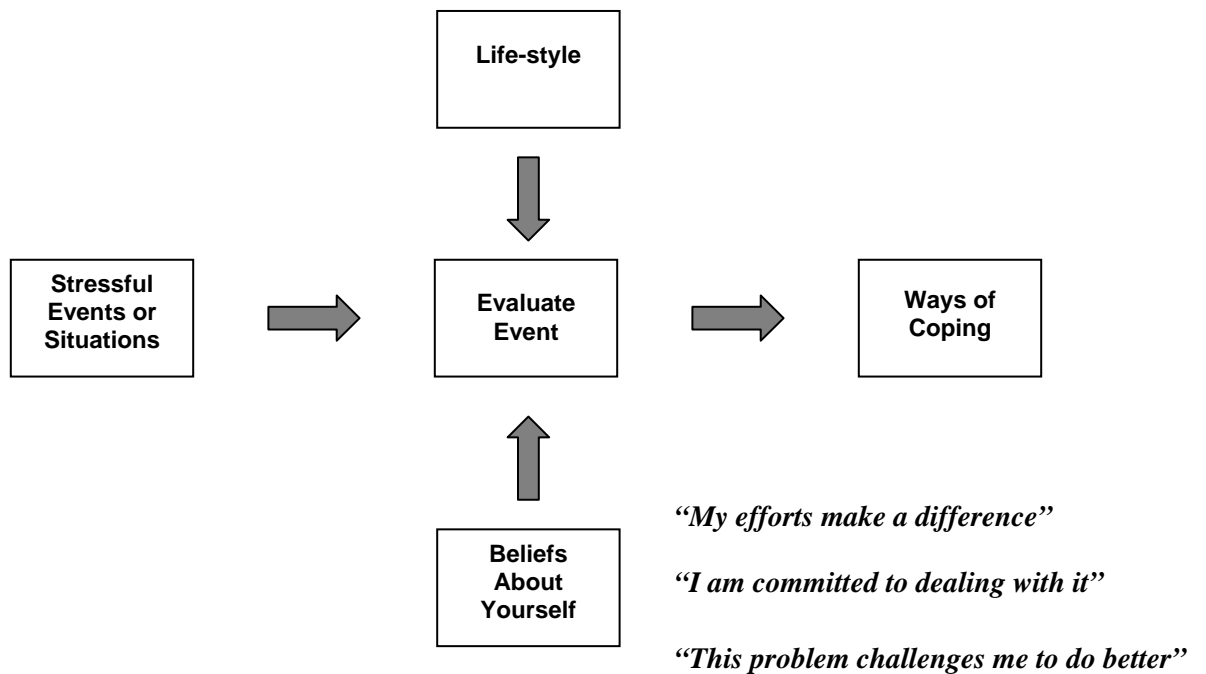 Life-style
Stressful
Events or
Situations
Evaluate
Event
Ways of
Coping
Beliefs
About
Yourself
“My efforts make a difference”
“I am committed to dealing with it”
“This problem challenges me to do better”